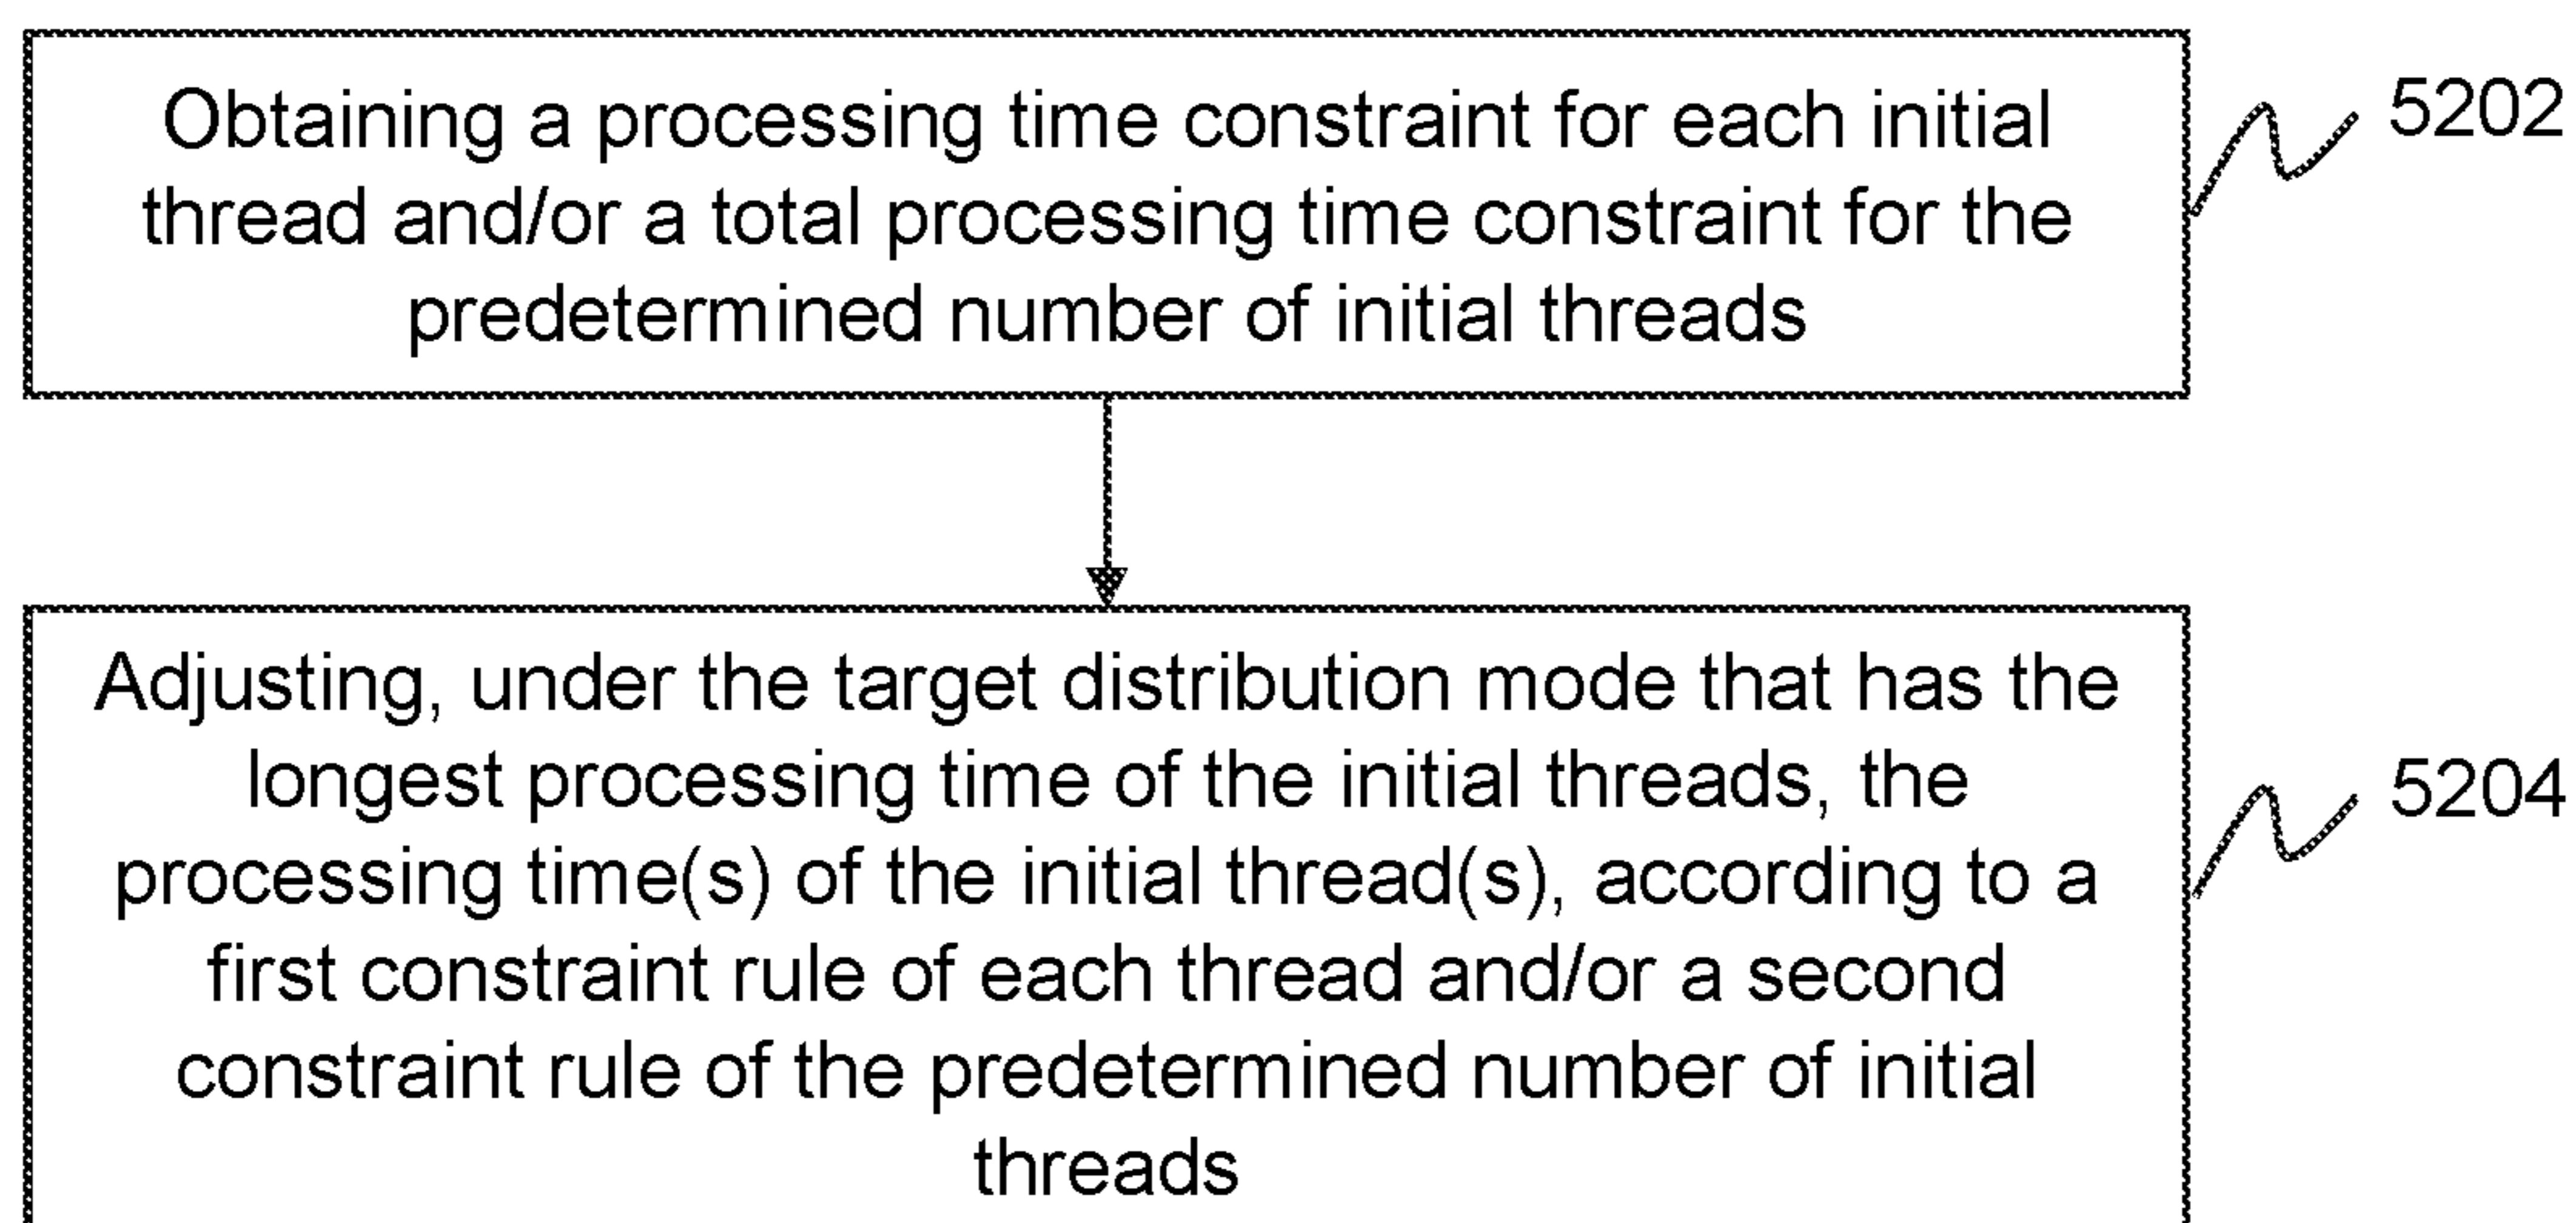 Obtaining a processing time constraint for each initial
thread and/or a total processing time constraint for the
predetermined number of initial threads
5202
Adjusting, under the target distribution mode that has the
longest processing time of the initial threads, the
processing time(s) of the initial thread(s), according to a
first constraint rule of each thread and/or a second
constraint rule of the predetermined number of initial
threads
5204